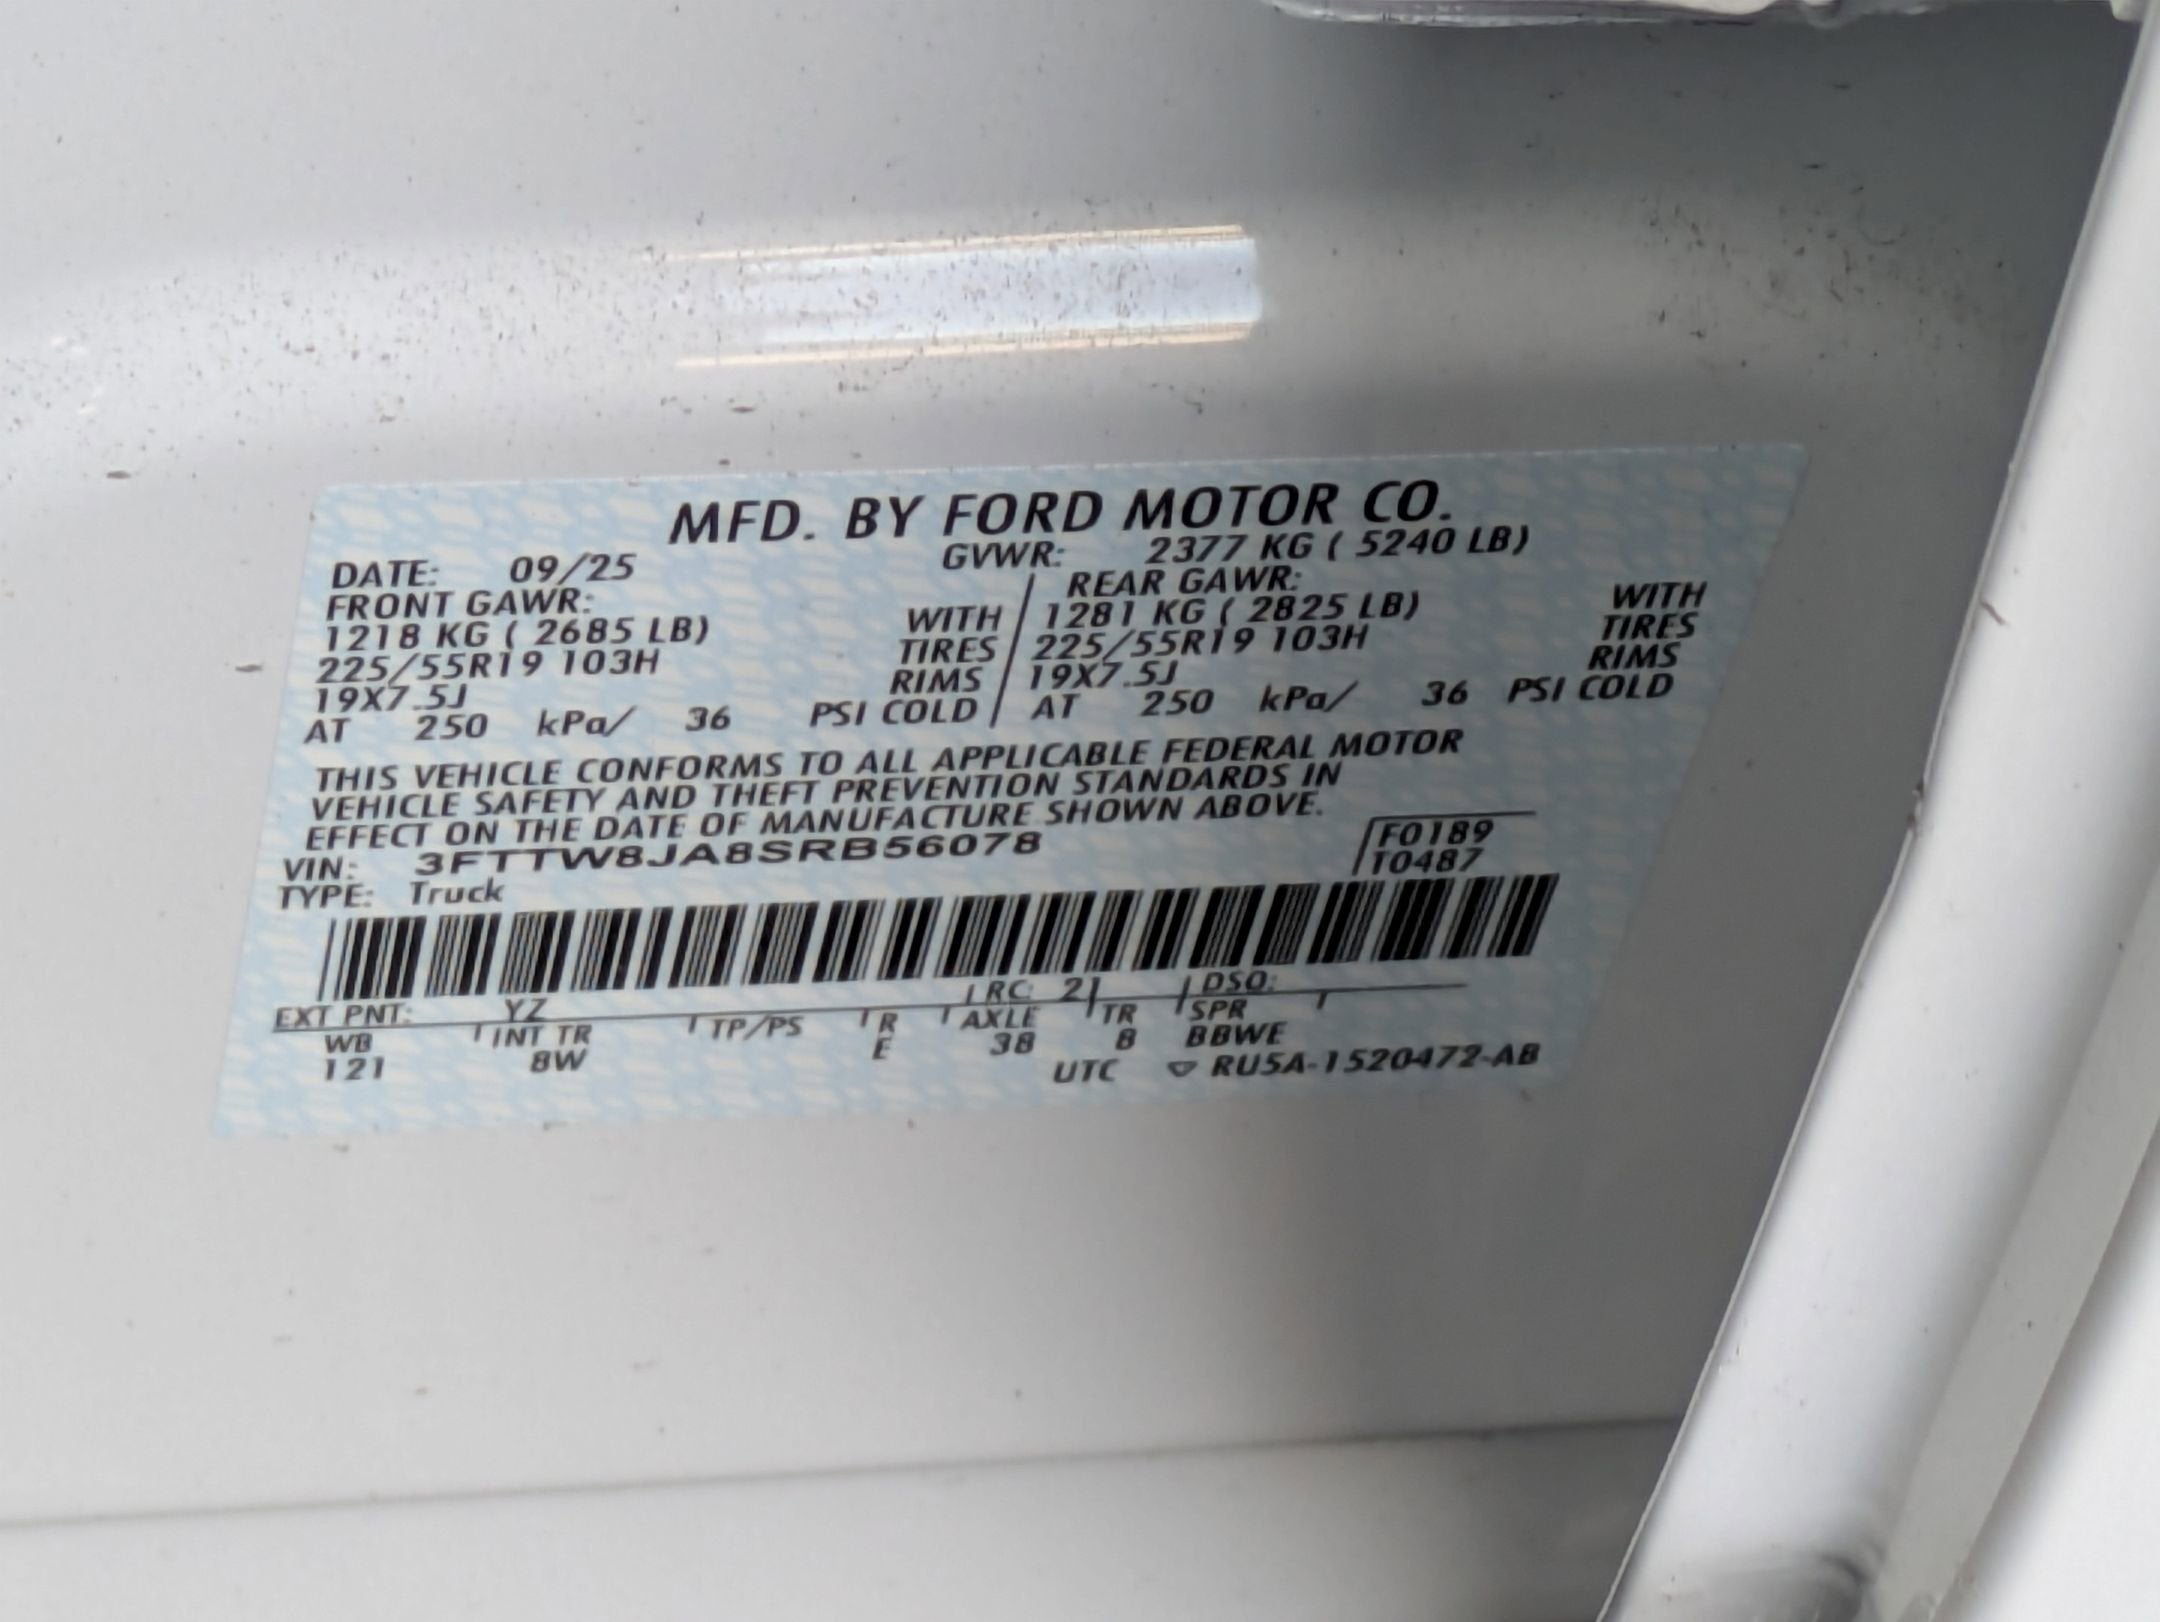 MFD. BY FORD MOTOR CO.
DATE: 09/25 GVWR: 2377 KG ( 5240 LB)
FRONT GAWR: REAR GAWR:
1218 KG ( 2685 LB) WITH 1281 KG ( 2825 LB) WITH
225/55R19 103H TIRES 225/55R19 103H TIRES
19X7.5J RIMS 19X7.5J RIMS
AT 250 kPa/ 36 PSI COLD AT 250 kPa/ 36 PSI COLD
THIS VEHICLE CONFORMS TO ALL APPLICABLE FEDERAL MOTOR
VEHICLE SAFETY AND THEFT PREVENTION STANDARDS IN
EFFECT ON THE DATE OF MANUFACTURE SHOWN ABOVE.
VIN: 3FTTW8JA8SRB56078 F0189
TYPE: Truck T0487
EXT PNT: YZ RC: 21 DSO:
WB INT TR TP/PS R AXLE TR SPR
121 8W E 38 8 BBWE
UTC RU5A-1520472-AB